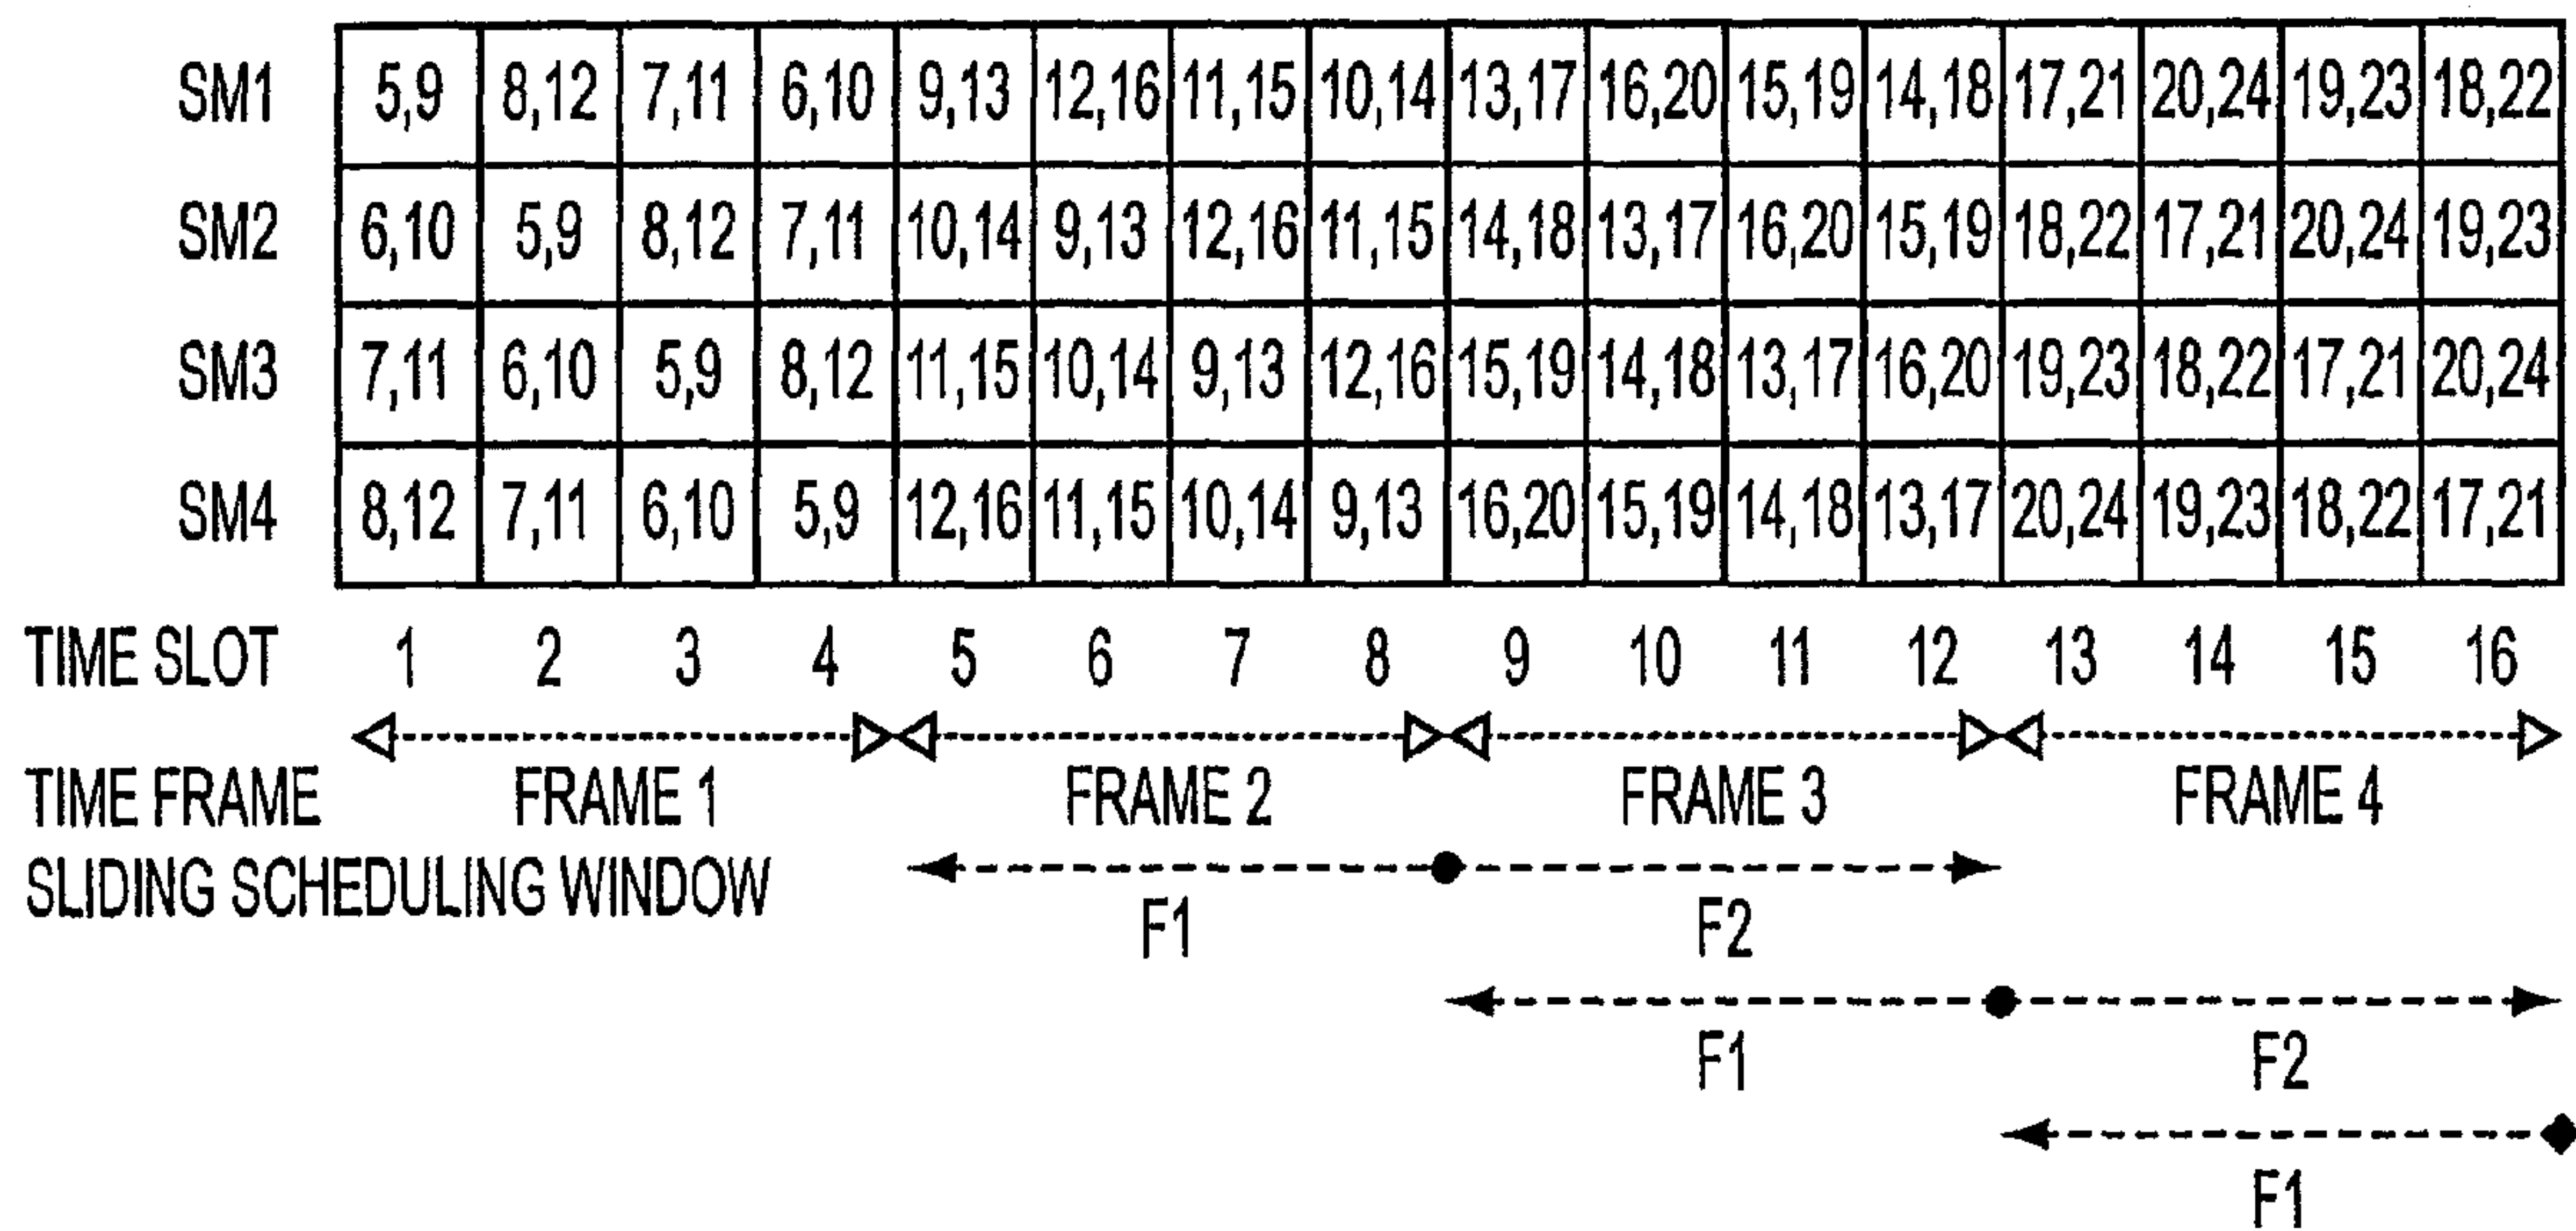 SM1 5,9 8,12 7,11 6,10 9,13 12,16 11,15 10,14 13,17 16,20 15,19 14,18 17,21 20,24 19,23 18,22
SM2 6,10 5,9 8,12 7,11 10,14 9,13 12,16 11,15 14,18 13,17 16,20 15,19 18,22 17,21 20,24 19,23
SM3 7,11 6,10 5,9 8,12 11,15 10,14 9,13 12,16 15,19 14,18 13,17 16,20 19,23 18,22 17,21 20,24
SM4 8,12 7,11 6,10 5,9 12,16 11,15 10,14 9,13 16,20 15,19 14,18 13,17 20,24 19,23 18,22 17,21
TIME SLOT 1 2 3 4 5 6 7 8 9 10 11 12 13 14 15 16
TIME FRAME FRAME 1 FRAME 2 FRAME 3 FRAME 4
SLIDING SCHEDULING WINDOW
F1 F2
F1 F2
F1